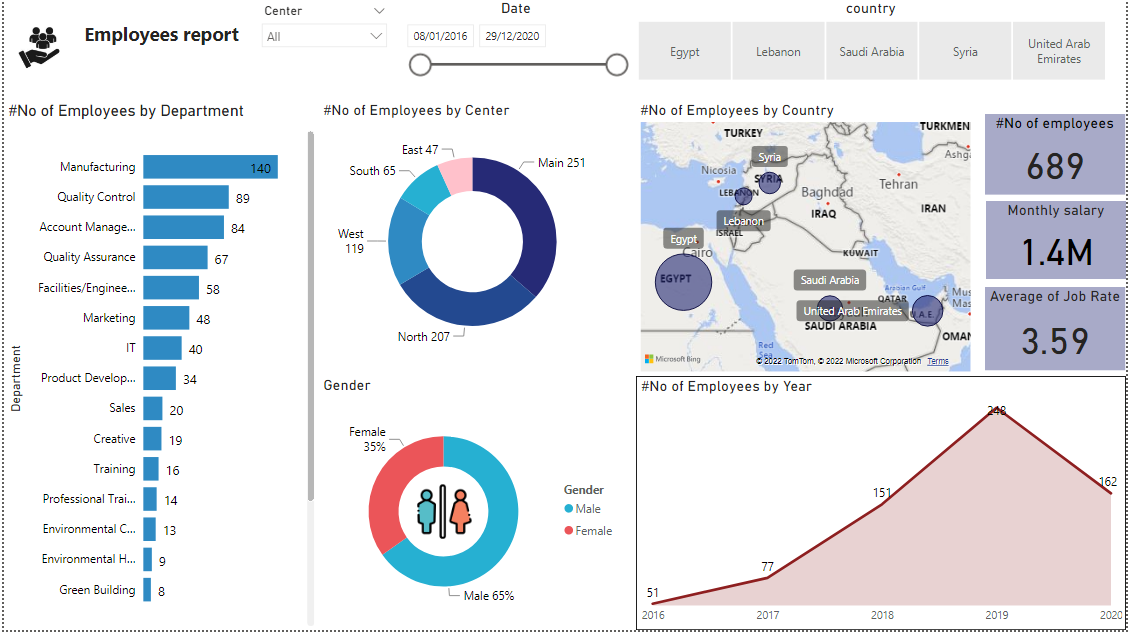 Employees report
Center
All
Date
08/01/2016
29/12/2020
country
Egypt
Lebanon
Saudi Arabia
Syria
United Arab
Emirates
#No of Employees by Department
Department
Manufacturing 140
Quality Control 89
Account Manage... 84
Quality Assurance 67
Facilities/Enginee... 58
Marketing 48
IT 40
Product Develop... 34
Sales 20
Creative 19
Training 16
Professional Trai... 14
Environmental C... 13
Environmental H... 9
Green Building 8
#No of Employees by Center
East 47
Main 251
South 65
West
119
North 207
Gender
Female
35%
Male 65%
Gender
Male
Female
#No of Employees by Country
TURKEY
TURKMEN
Ashg
Syria
Nicosia
SYRIA
LEBANON
Tehran
Baghdad
Lebanon
IRAQ
IRAN
ISRAEL
Egypt
Cairo
KUWAIT
EGYPT
Saudi Arabia
Arabian Gulf
Mus
QATAR
Mas
United Arab Emirates
U.A.E.
SAUDI ARABIA
OMAN
Red
Sea
Microsoft Bing
© 2022 TomTom, © 2022 Microsoft Corporation Terms
#No of employees
689
Monthly salary
1.4M
Average of Job Rate
3.59
#No of Employees by Year
248
162
151
77
51
2016
2017
2018
2019
2020